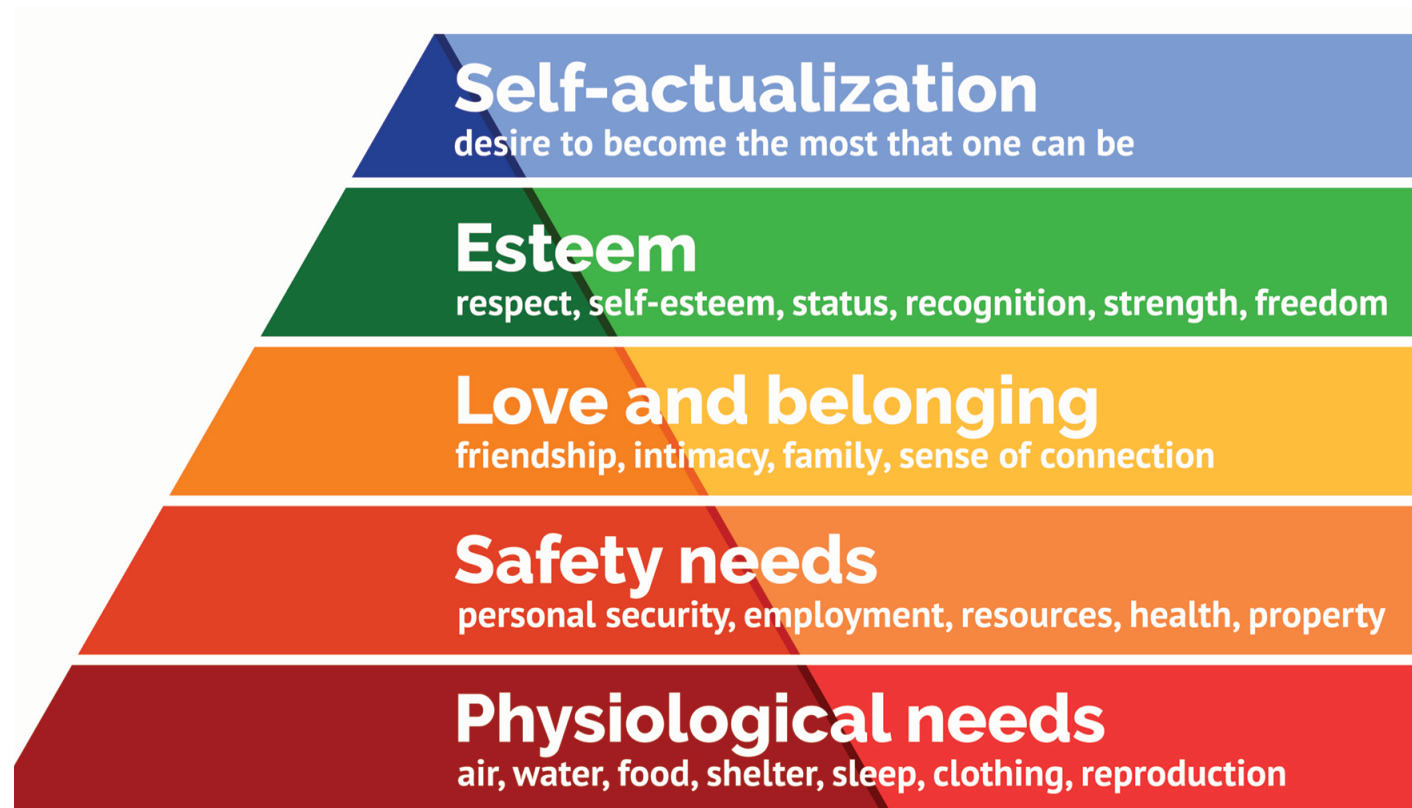 Self-actualization
desire to become the most that one can be
Esteem
respect, self-esteem, status, recognition, strength, freedom
Love and belonging
friendship, intimacy, family, sense of connection
Safety needs
personal security, employment, resources, health, property
Physiological needs
air, water, food, shelter, sleep, clothing, reproduction